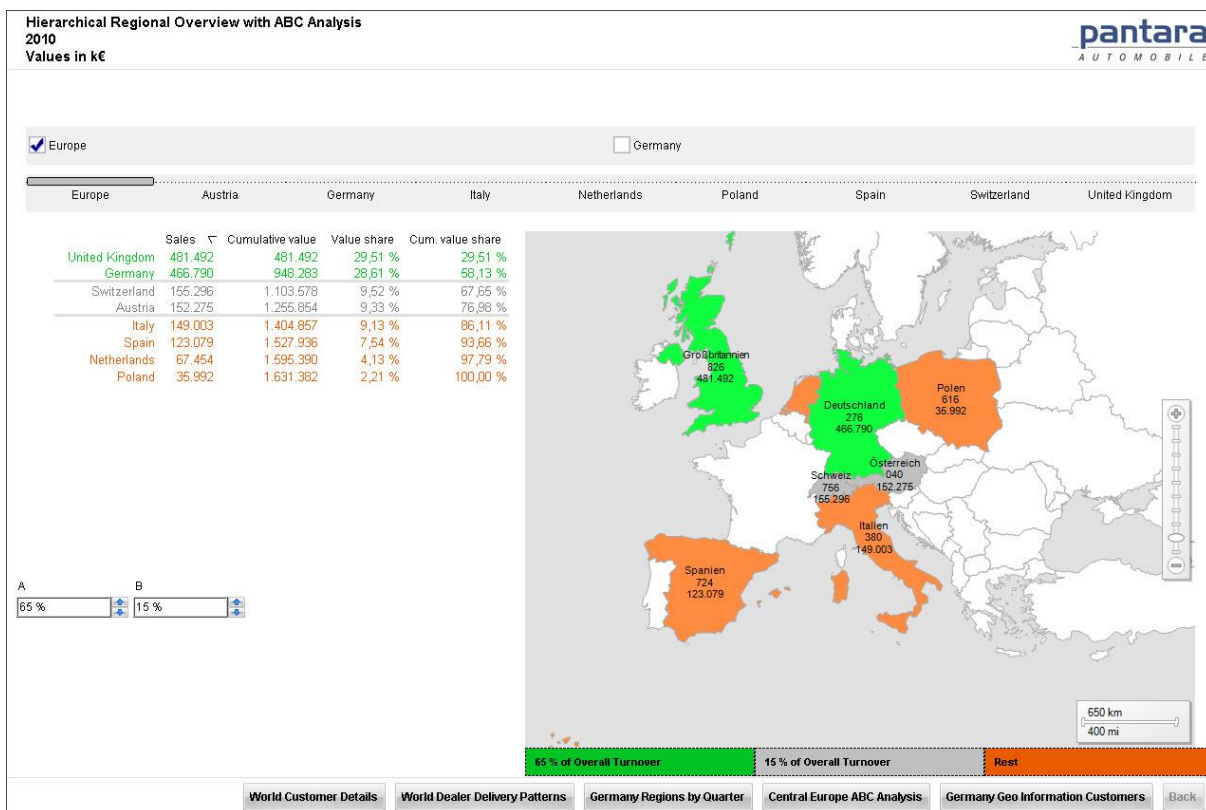 Hierarchical Regional Overview with ABC Analysis
2010
Values in k€
pantara
AUTOMOBILE
Europe
Germany
Europe Austria Germany Italy Netherlands Poland Spain Switzerland United Kingdom
Sales Cumulative value Value share Cum. value share
United Kingdom 481.492 481.492 29,51 % 29,51 %
Germany 466.790 948.283 28,61 % 58,13 %
Switzerland 155.296 1.103.578 9,52 % 67,65 %
Austria 152.275 1.255.854 9,33 % 76,98 %
Italy 149.003 1.404.857 9,13 % 86,11 %
Spain 123.079 1.527.936 7,54 % 93,66 %
Netherlands 67.454 1.595.390 4,13 % 97,79 %
Poland 35.992 1.631.382 2,21 % 100,00 %
A B
65 % 15 %
Großbritannien
826
481.492
Deutschland
276
466.790
Polen
616
35.992
Österreich
040
152.275
Schweiz
756
155.296
Italien
380
149.003
Spanien
724
123.079
650 km
400 mi
65 % of Overall Turnover 15 % of Overall Turnover Rest
World Customer Details World Dealer Delivery Patterns Germany Regions by Quarter Central Europe ABC Analysis Germany Geo Information Customers Back